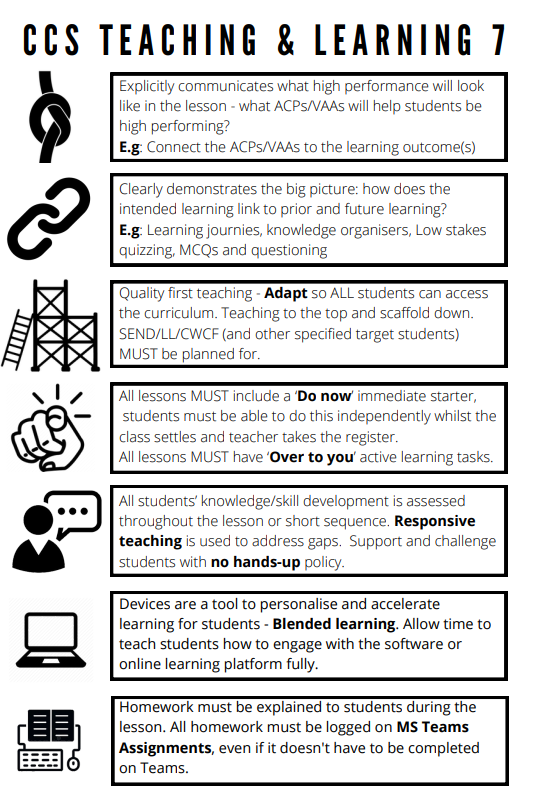 CCS TEACHING & LEARNING 7
Explicitly communicates what high performance will look
like in the lesson - what ACPs/VAAs will help students be
high performing?
E.g: Connect the ACPs/VAAs to the learning outcome(s)
Clearly demonstrates the big picture: how does the
intended learning link to prior and future learning?
E.g: Learning journies, knowledge organisers, Low stakes
quizzing, MCQs and questioning
Quality first teaching - Adapt so ALL students can access
the curriculum. Teaching to the top and scaffold down.
SEND/LL/CWCF (and other specified target students)
MUST be planned for.
All lessons MUST include a 'Do now' immediate starter,
students must be able to do this independently whilst the
class settles and teacher takes the register.
All lessons MUST have 'Over to you' active learning tasks.
All students' knowledge/skill development is assessed
throughout the lesson or short sequence. Responsive
teaching is used to address gaps. Support and challenge
students with no hands-up policy.
Devices are a tool to personalise and accelerate
learning for students - Blended learning. Allow time to
teach students how to engage with the software or
online learning platform fully.
Homework must be explained to students during the
lesson. All homework must be logged on MS Teams
Assignments, even if it doesn't have to be completed
on Teams.